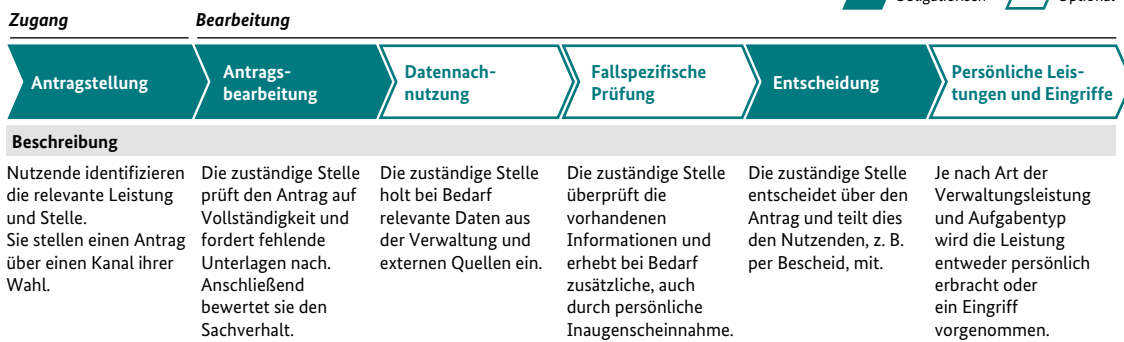 Obligatorisch
Optional
Zugang
Bearbeitung
Antragstellung
Antrags-
bearbeitung
Datennach-
nutzung
Fallspezifische
Prüfung
Entscheidung
Persönliche Leis-
tungen und Eingriffe
Beschreibung
Nutzende identifizieren
die relevante Leistung
und Stelle.
Sie stellen einen Antrag
über einen Kanal ihrer
Wahl.
Die zuständige Stelle
prüft den Antrag auf
Vollständigkeit und
fordert fehlende
Unterlagen nach.
Anschließend
bewertet sie den
Sachverhalt.
Die zuständige Stelle
holt bei Bedarf
relevante Daten aus
der Verwaltung und
externen Quellen ein.
Die zuständige Stelle
überprüft die
vorhandenen
Informationen und
erhebt bei Bedarf
zusätzliche, auch
durch persönliche
Inaugenscheinnahme.
Die zuständige Stelle
entscheidet über den
Antrag und teilt dies
den Nutzenden, z. B.
per Bescheid, mit.
Je nach Art der
Verwaltungsleistung
und Aufgabentyp
wird die Leistung
entweder persönlich
erbracht oder
ein Eingriff
vorgenommen.